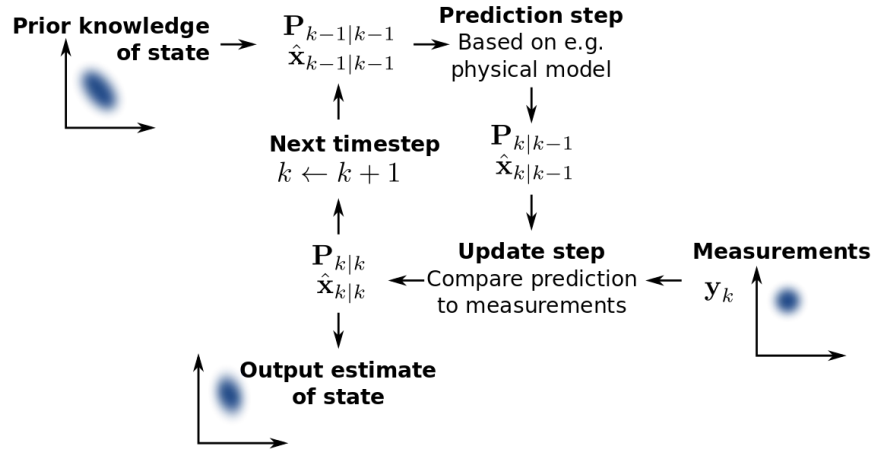 Prior knowledge
of state
P_{k-1|k-1}
x̂_{k-1|k-1}
Prediction step
Based on e.g.
physical model
Next timestep
k ← k + 1
P_{k|k-1}
x̂_{k|k-1}
P_{k|k}
x̂_{k|k}
Update step
Compare prediction
to measurements
Measurements
y_k
Output estimate
of state